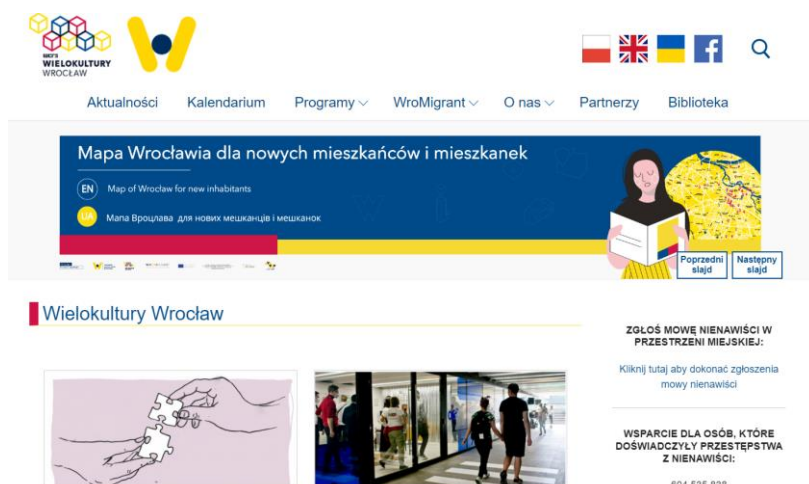 WIELOKULTURY
WROCŁAW
Aktualności Kalendarium Programy WroMigrant O nas Partnerzy Biblioteka
Mapa Wrocławia dla nowych mieszkańców i mieszkanek
EN Map of Wrocław for new inhabitants
UA Мапа Вроцлава для нових мешканців і мешканок
Poprzedni slajd
Następny slajd
Wielokultury Wrocław
ZGŁOŚ MOWĘ NIENAWIŚCI W
PRZESTRZENI MIEJSKIEJ:
Kliknij tutaj aby dokonać zgłoszenia
mowy nienawiści
WSPARCIE DLA OSÓB, KTÓRE
DOŚWIADCZYŁY PRZESTĘPSTWA
Z NIENAWIŚCI: